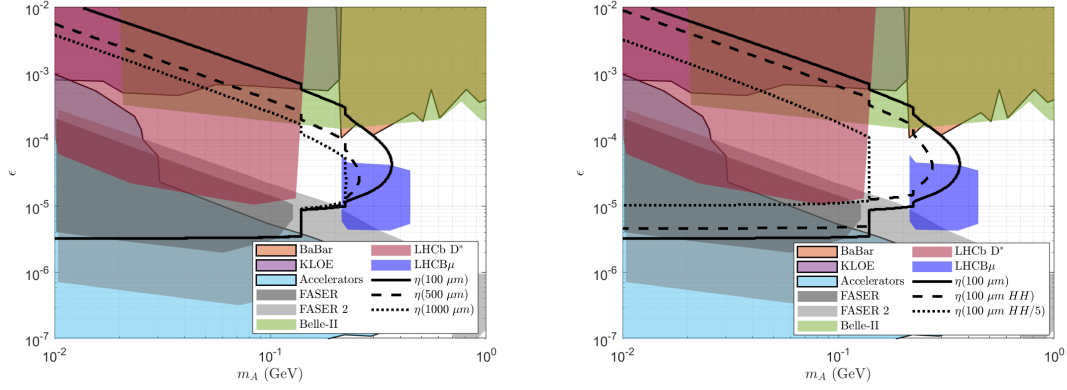 10^-2
10^-3
10^-4
10^-5
10^-6
10^-7
ϵ
BaBar
KLOE
Accelerators
FASER
FASER 2
Belle-II
LHCb D*
LHCBμ
η(100 μm)
η(500 μm)
η(1000 μm)
10^-2
10^-1
10^0
m_A (GeV)
10^-2
10^-3
10^-4
10^-5
10^-6
10^-7
ϵ
BaBar
KLOE
Accelerators
FASER
FASER 2
Belle-II
LHCb D*
LHCBμ
η(100 μm)
η(100 μm HH)
η(100 μm HH/5)
10^-2
10^-1
10^0
m_A (GeV)